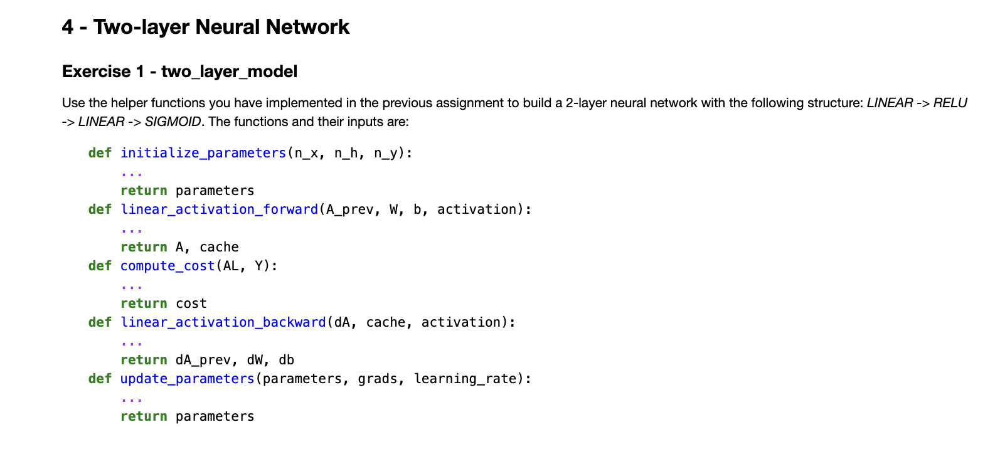 4 - Two-layer Neural Network
Exercise 1 - two_layer_model
Use the helper functions you have implemented in the previous assignment to build a 2-layer neural network with the following structure: LINEAR -> RELU
-> LINEAR -> SIGMOID. The functions and their inputs are:
def initialize_parameters(n_x, n_h, n_y):
    ...
    return parameters
def linear_activation_forward(A_prev, W, b, activation):
    ...
    return A, cache
def compute_cost(AL, Y):
    ...
    return cost
def linear_activation_backward(dA, cache, activation):
    ...
    return dA_prev, dW, db
def update_parameters(parameters, grads, learning_rate):
    ...
    return parameters